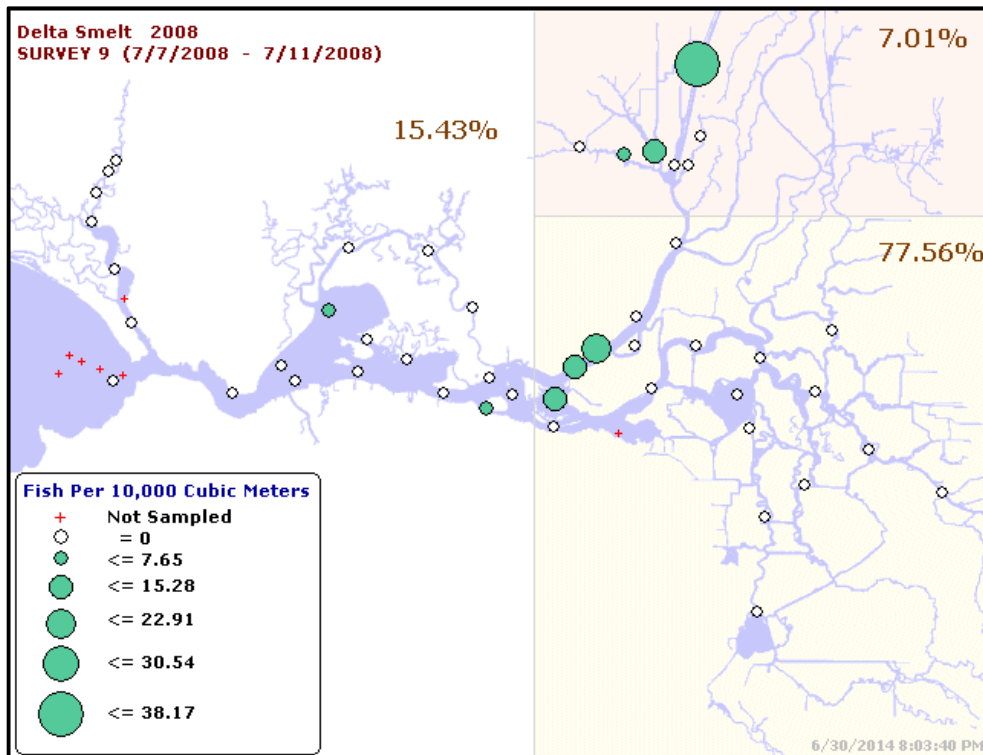 Delta Smelt 2008
SURVEY 9 (7/7/2008 - 7/11/2008)
7.01%
15.43%
77.56%
Fish Per 10,000 Cubic Meters
Not Sampled
= 0
<= 7.65
<= 15.28
<= 22.91
<= 30.54
<= 38.17
6/30/2014 8:03:40 PM